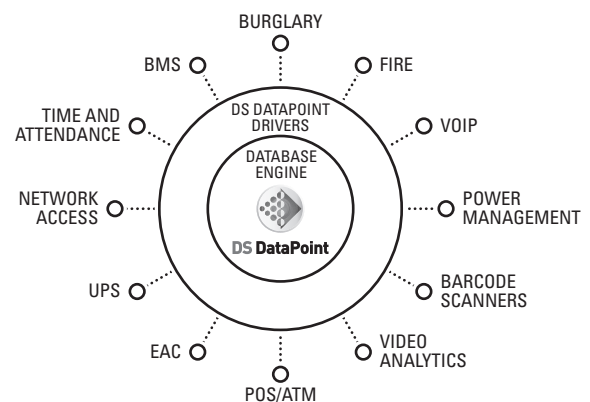 BURGLARY
BMS
FIRE
TIME AND
ATTENDANCE
DS DATAPOINT
DRIVERS
VOIP
DATABASE
ENGINE
NETWORK
ACCESS
POWER
MANAGEMENT
DS DataPoint
UPS
BARCODE
SCANNERS
EAC
VIDEO
ANALYTICS
POS/ATM